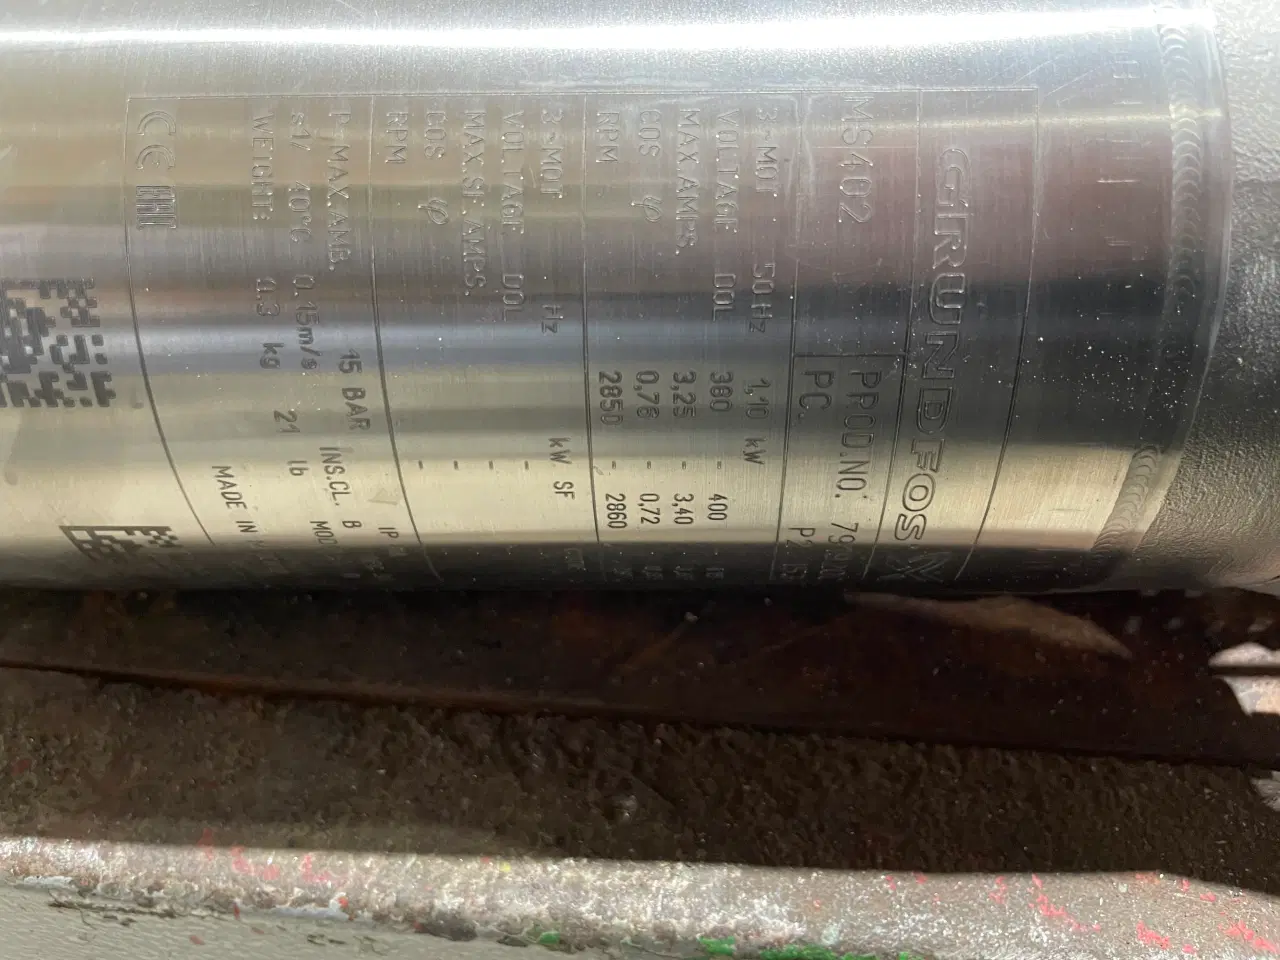 GRUNDFOS
MS402 PROD.NO.
PC.
3~MOT 50Hz 1,10 kW
VOLTAGE DOL 380 - 400
MAX.AMPS. 3,25 - 3,40
COS φ 0,76 - 0,72
RPM 2850 - 2860
3~MOT Hz kW SF
VOLTAGE DOL -
MAX.SF.AMPS. -
COS φ -
RPM -
P-MAX.AMB. 15 BAR INS.CL. B IP
s1/ 40°C 0.15m/s
WEIGHT: 9.3 kg 21 lb
MADE IN
CE